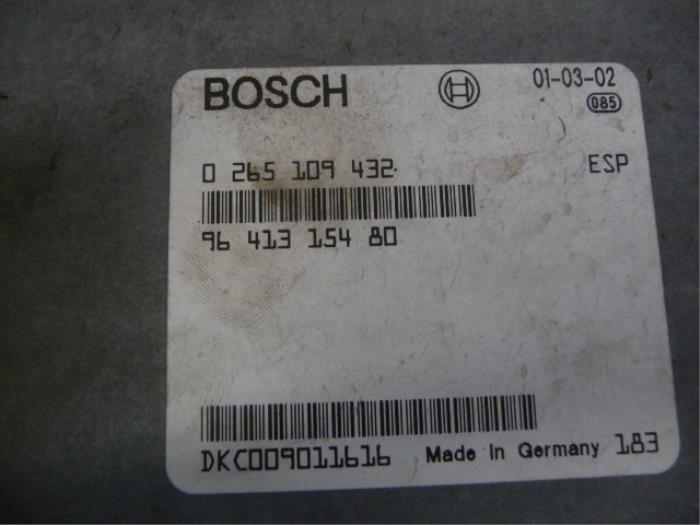 BOSCH 01-03-02
085
0 265 109 432 ESP
96 413 154 80
DKC009011616 Made In Germany 183